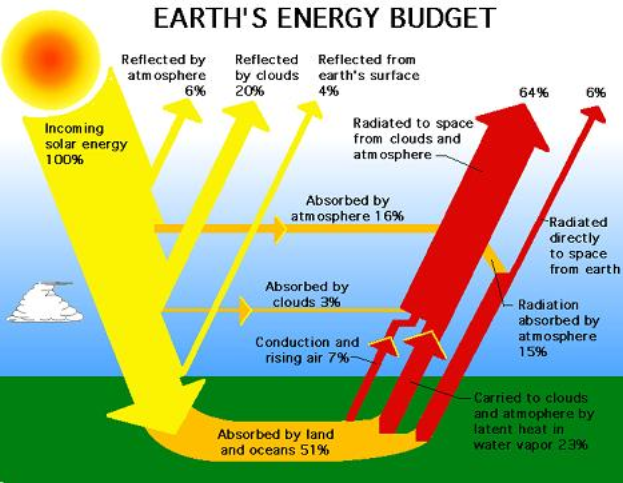 EARTH'S ENERGY BUDGET
Reflected by
atmosphere
6%
Reflected
by clouds
20%
Reflected from
earth's surface
4%
64%
6%
Incoming
solar energy
100%
Radiated to space
from clouds and
atmosphere
Absorbed by
atmosphere 16%
Radiated
directly
to space
from earth
Absorbed by
clouds 3%
Radiation
absorbed by
atmosphere
15%
Conduction and
rising air 7%
Carried to clouds
and atmophere by
latent heat in
water vapor 23%
Absorbed by land
and oceans 51%